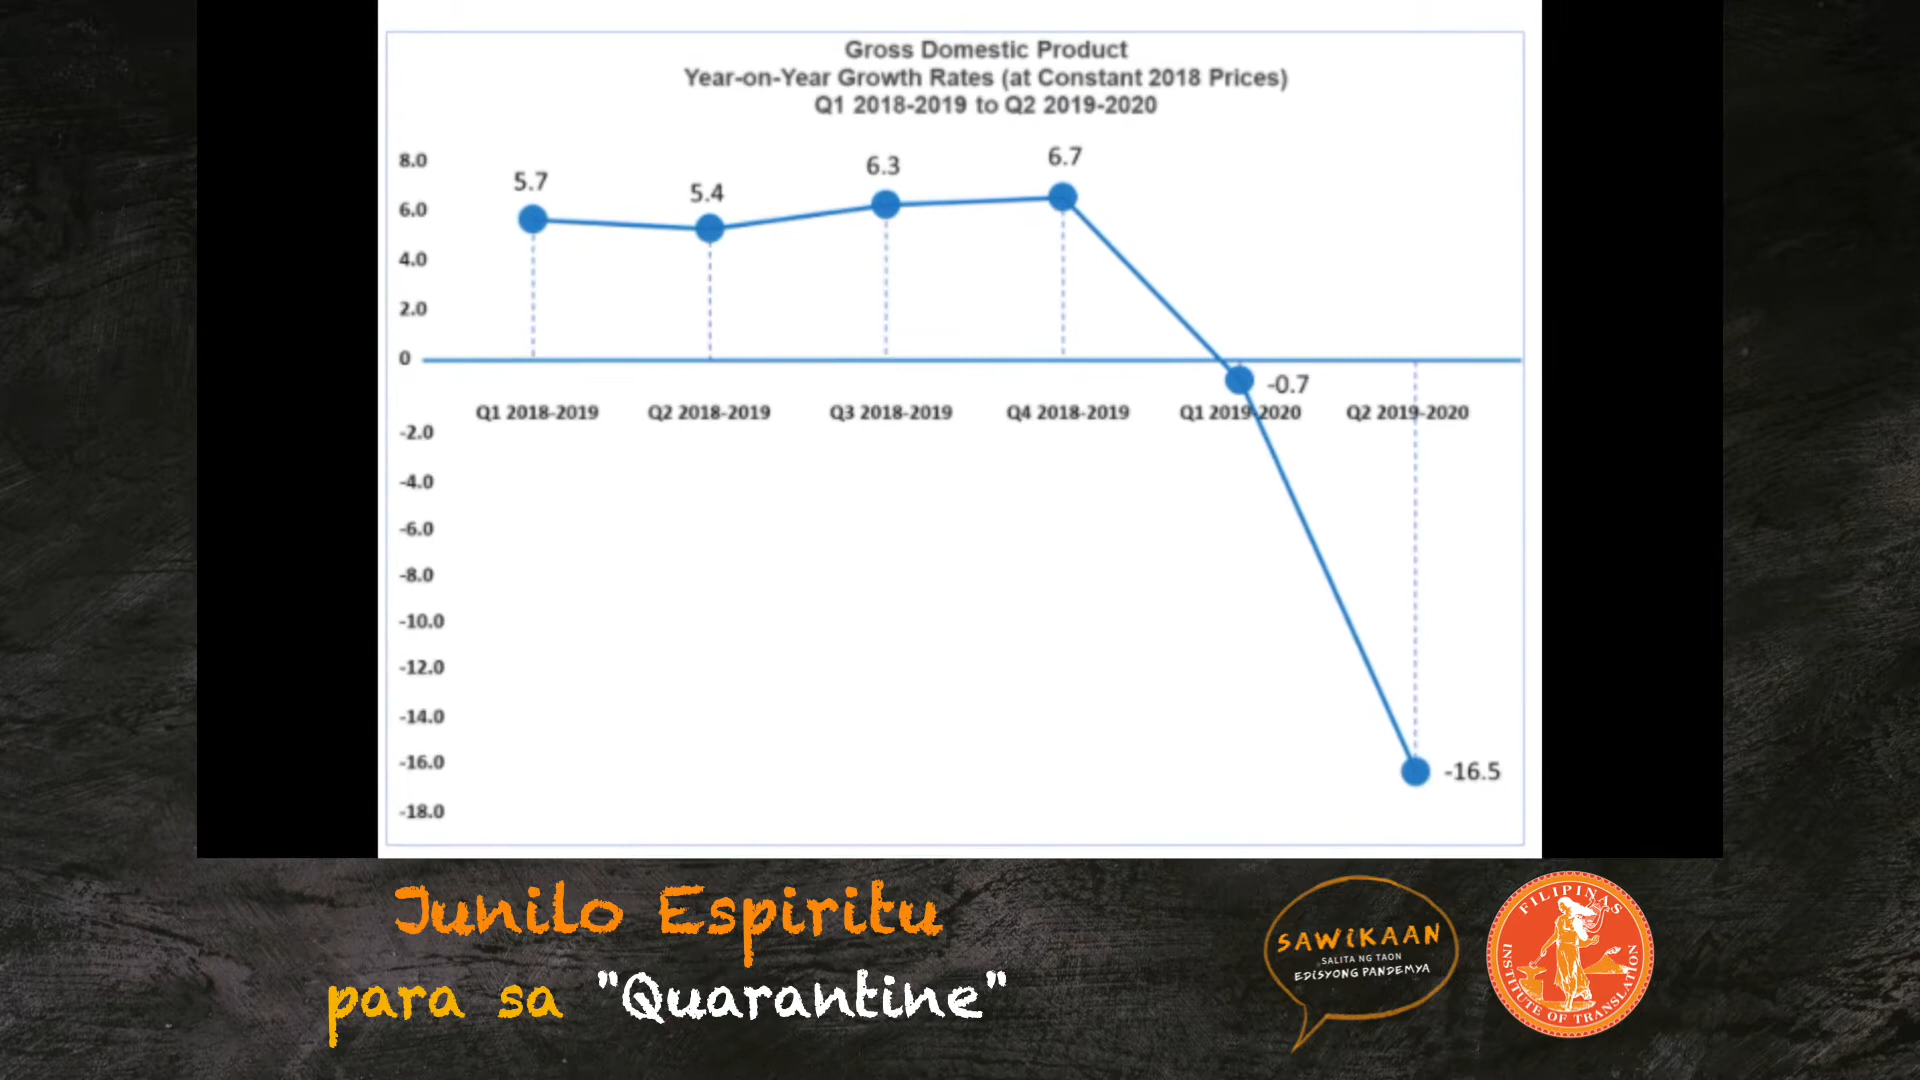 Gross Domestic Product
Year-on-Year Growth Rates (at Constant 2018 Prices)
Q1 2018-2019 to Q2 2019-2020
8.0
6.0
4.0
2.0
0
-2.0
-4.0
-6.0
-8.0
-10.0
-12.0
-14.0
-16.0
-18.0
5.7
5.4
6.3
6.7
-0.7
-16.5
Q1 2018-2019
Q2 2018-2019
Q3 2018-2019
Q4 2018-2019
Q1 2019-2020
Q2 2019-2020
Junilo Espiritu
para sa "Quarantine"
SAWiKAAN
SALITA NG TAON
EDISYONG PANDEMYA
FILIPINAS
INSTITUTE OF TRANSLATION